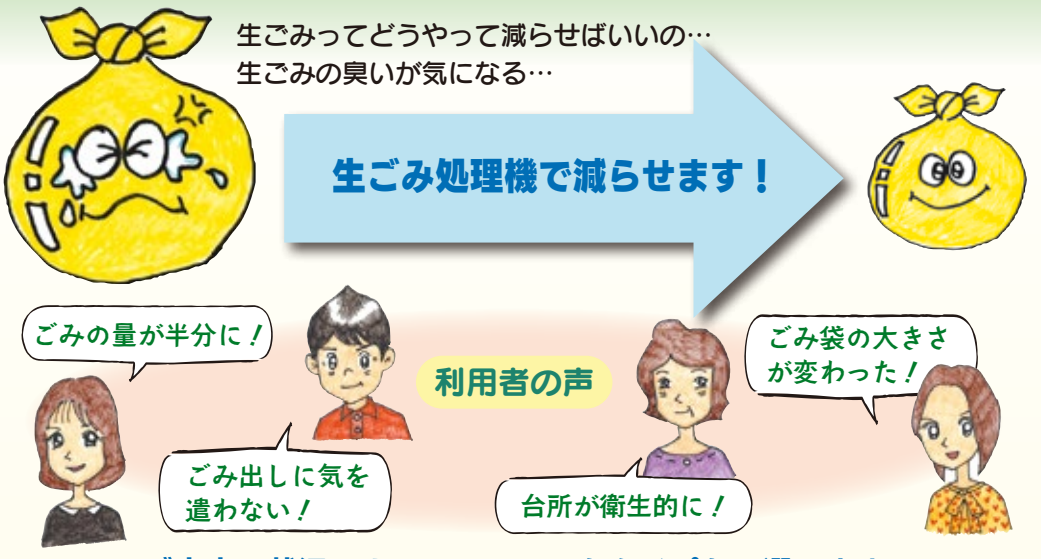 生ごみってどうやって減らせばいいの…
生ごみの臭いが気になる…
生ごみ処理機で減らせます！
ごみの量が半分に！
利用者の声
ごみ袋の大きさ
が変わった！
ごみ出しに気を
遣わない！
台所が衛生的に！